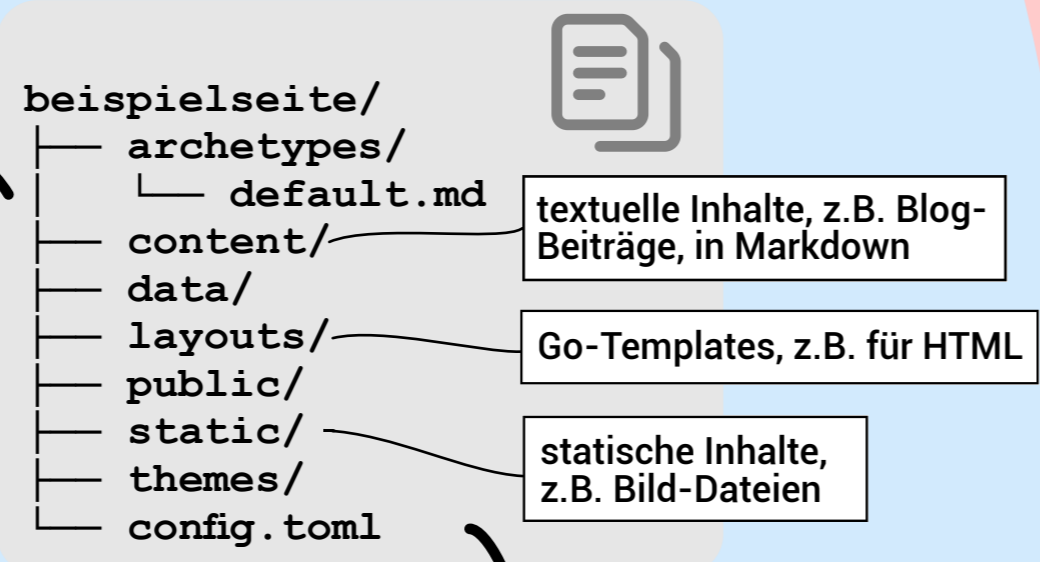 beispielseite/
├── archetypes/
│   └── default.md
├── content/
├── data/
├── layouts/
├── public/
├── static/
├── themes/
└── config.toml
textuelle Inhalte, z.B. Blog-
Beiträge, in Markdown
Go-Templates, z.B. für HTML
statische Inhalte,
z.B. Bild-Dateien